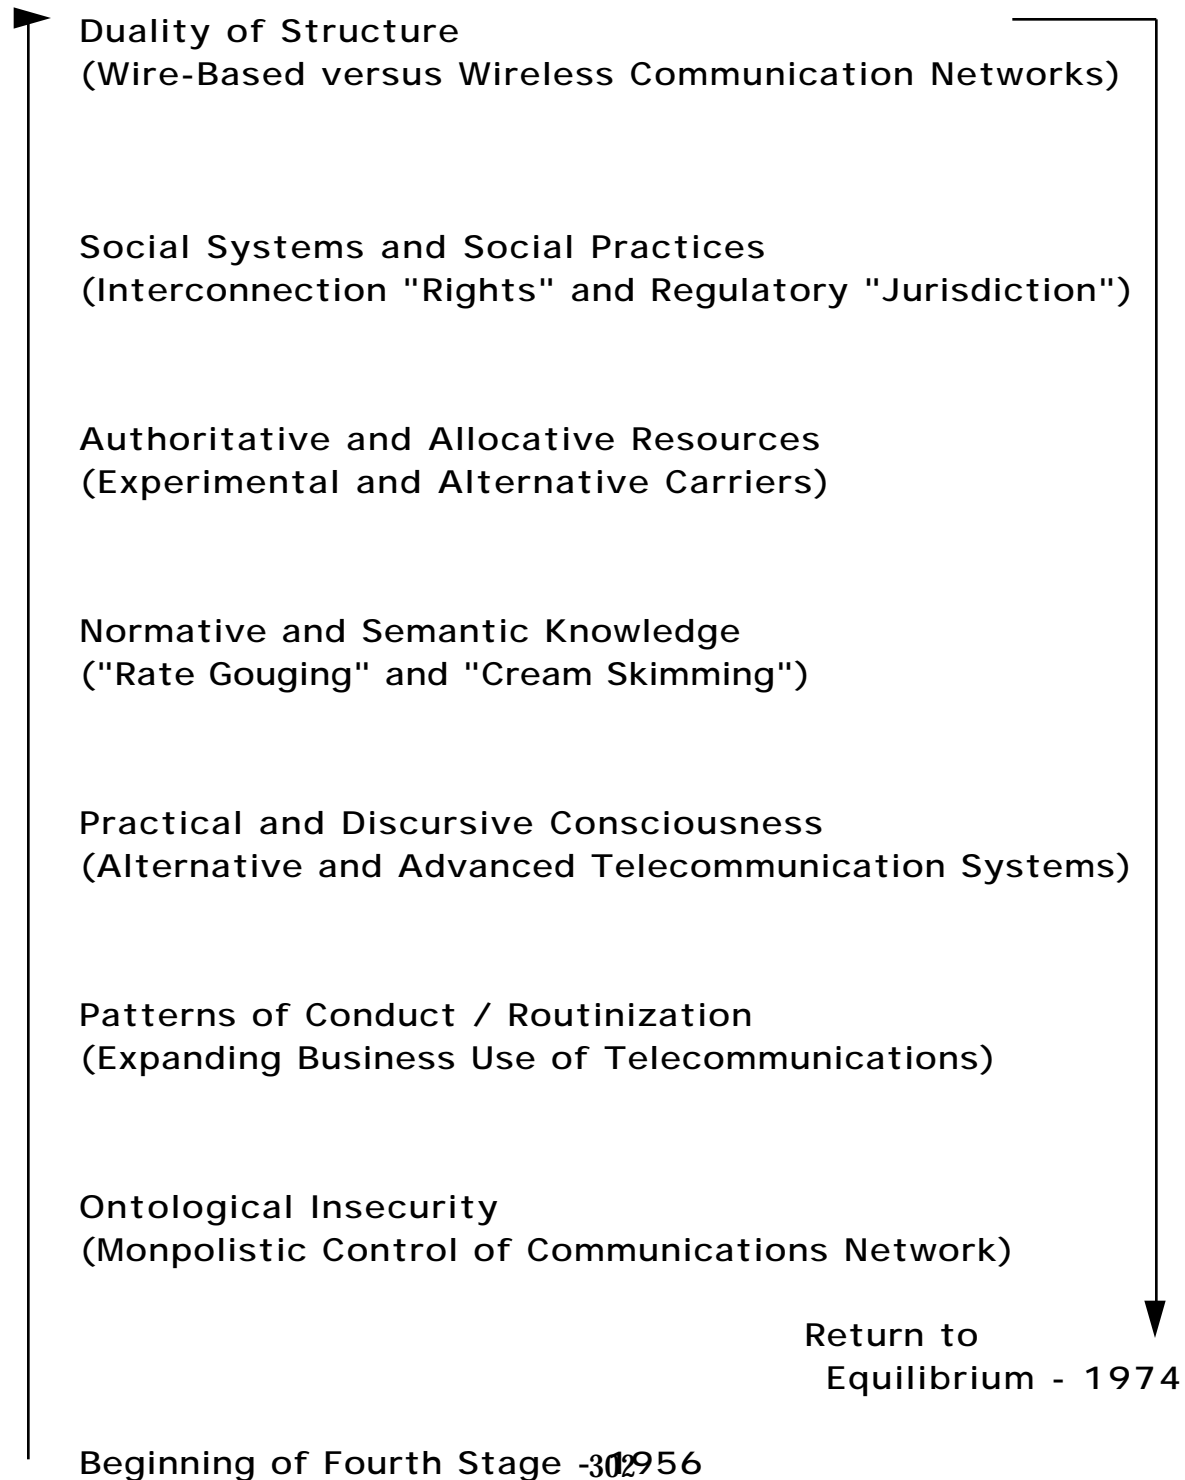 Duality of Structure
(Wire-Based versus Wireless Communication Networks)
Social Systems and Social Practices
(Interconnection "Rights" and Regulatory "Jurisdiction")
Authoritative and Allocative Resources
(Experimental and Alternative Carriers)
Normative and Semantic Knowledge
("Rate Gouging" and "Cream Skimming")
Practical and Discursive Consciousness
(Alternative and Advanced Telecommunication Systems)
Patterns of Conduct / Routinization
(Expanding Business Use of Telecommunications)
Ontological Insecurity
(Monpolistic Control of Communications Network)
Return to
Equilibrium - 1974
Beginning of Fourth Stage - 1956
302